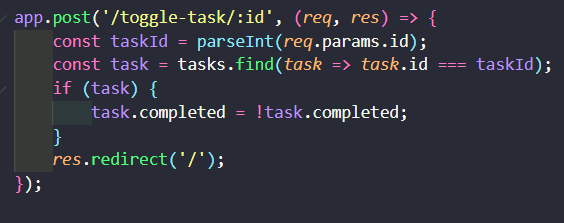 app.post('/toggle-task/:id', (req, res) => {
    const taskId = parseInt(req.params.id);
    const task = tasks.find(task => task.id === taskId);
    if (task) {
        task.completed = !task.completed;
    }
    res.redirect('/');
});